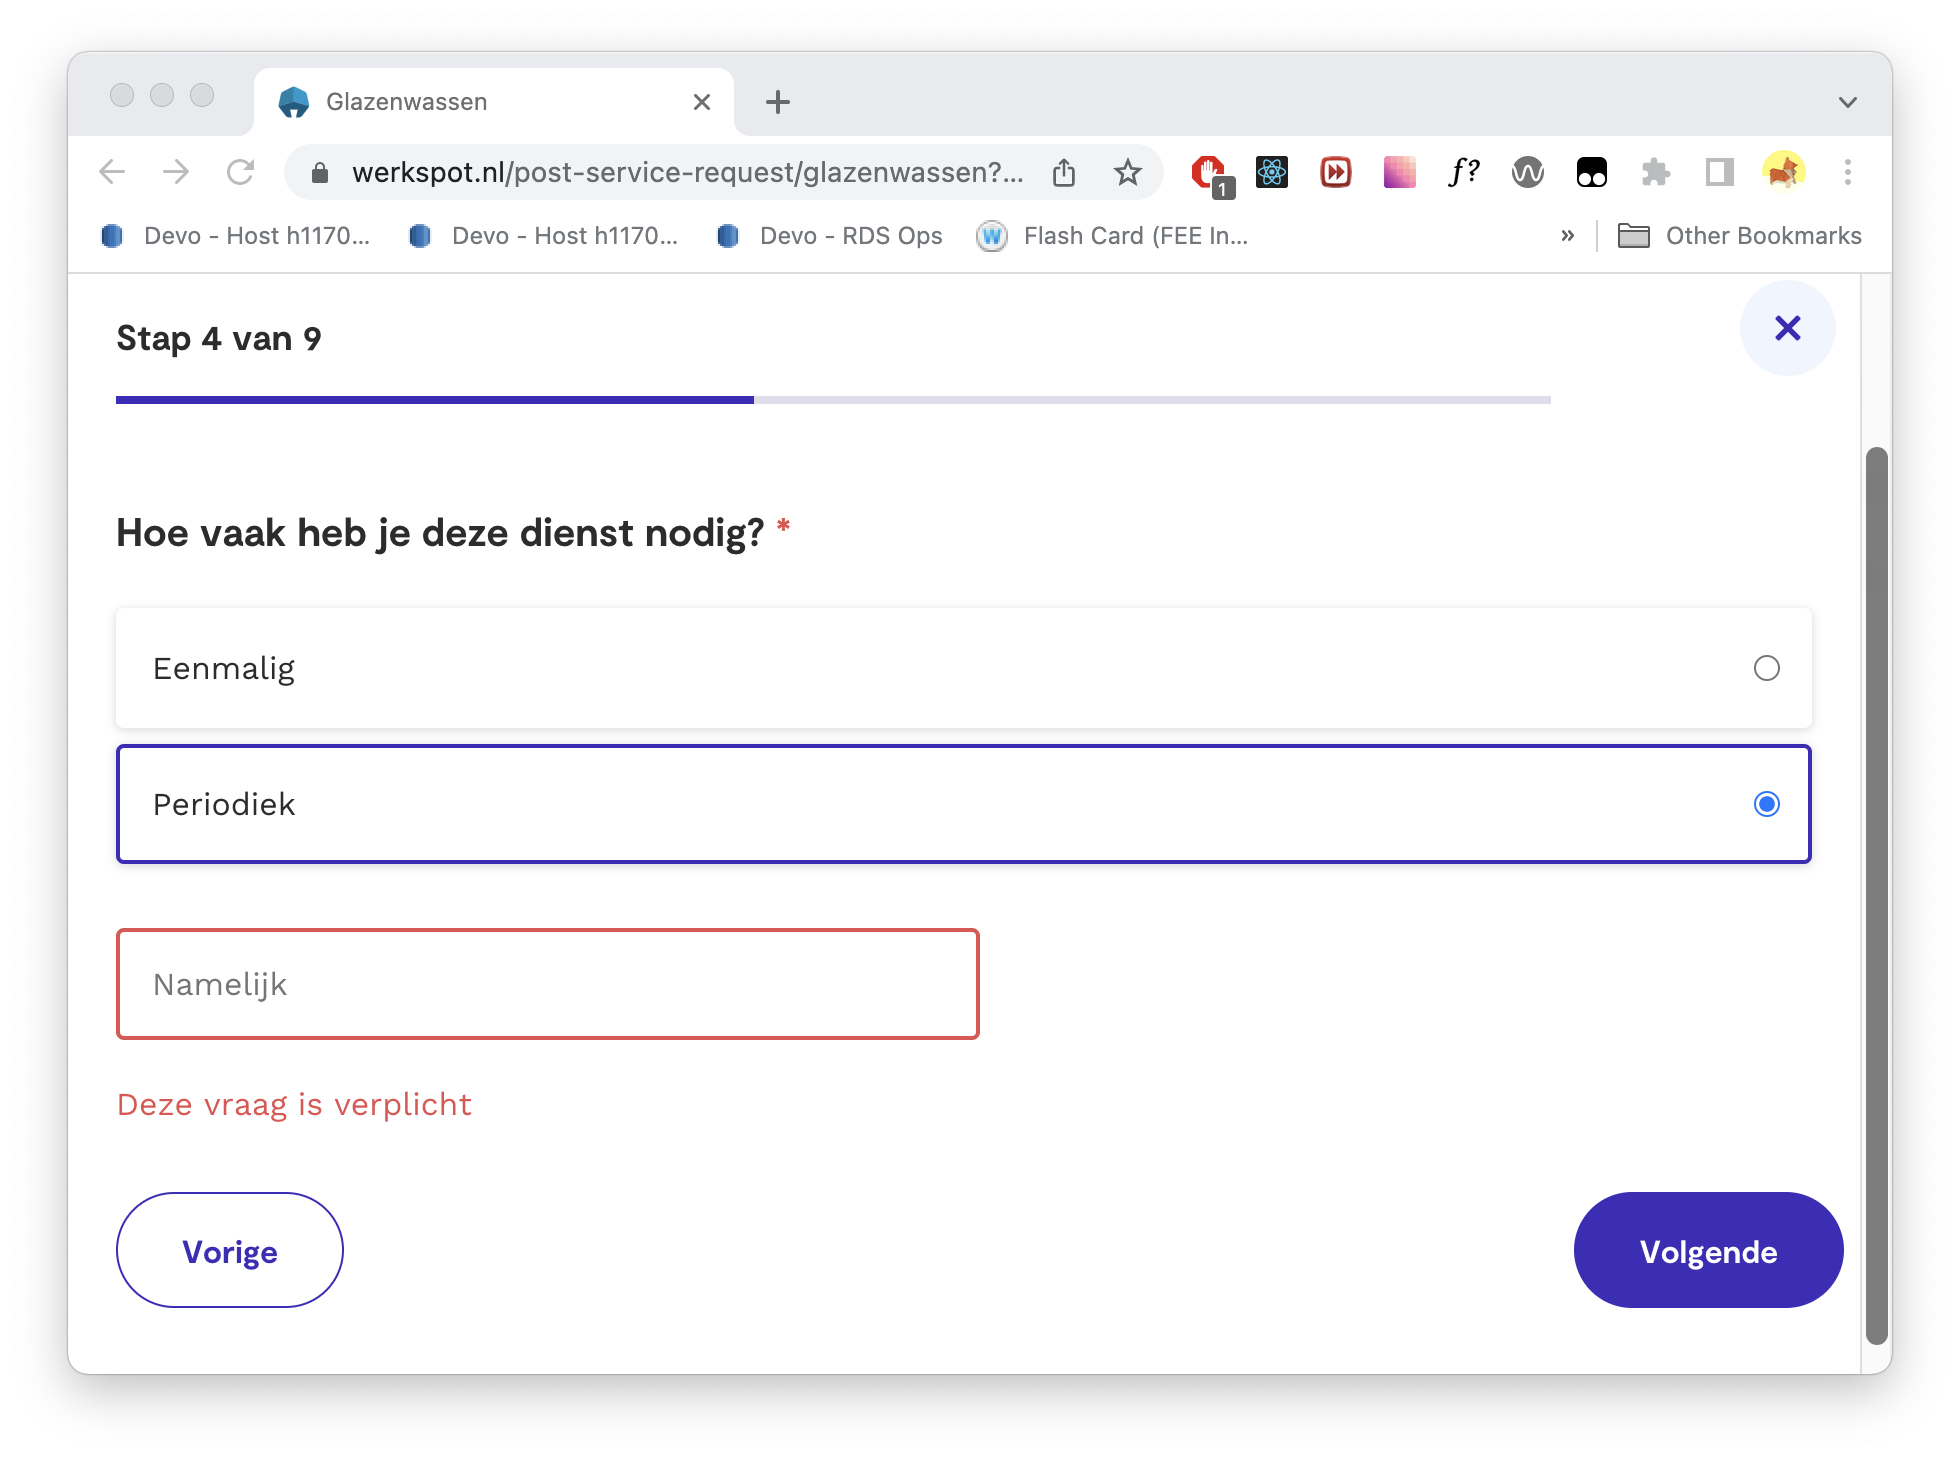 Glazenwassen
werkspot.nl/post-service-request/glazenwassen?...
f?
1
Devo - Host h1170...
Devo - Host h1170...
Devo - RDS Ops
W
Flash Card (FEE In...
»
Other Bookmarks
Stap 4 van 9
Hoe vaak heb je deze dienst nodig? *
Eenmalig
Periodiek
Namelijk
Deze vraag is verplicht
Vorige
Volgende